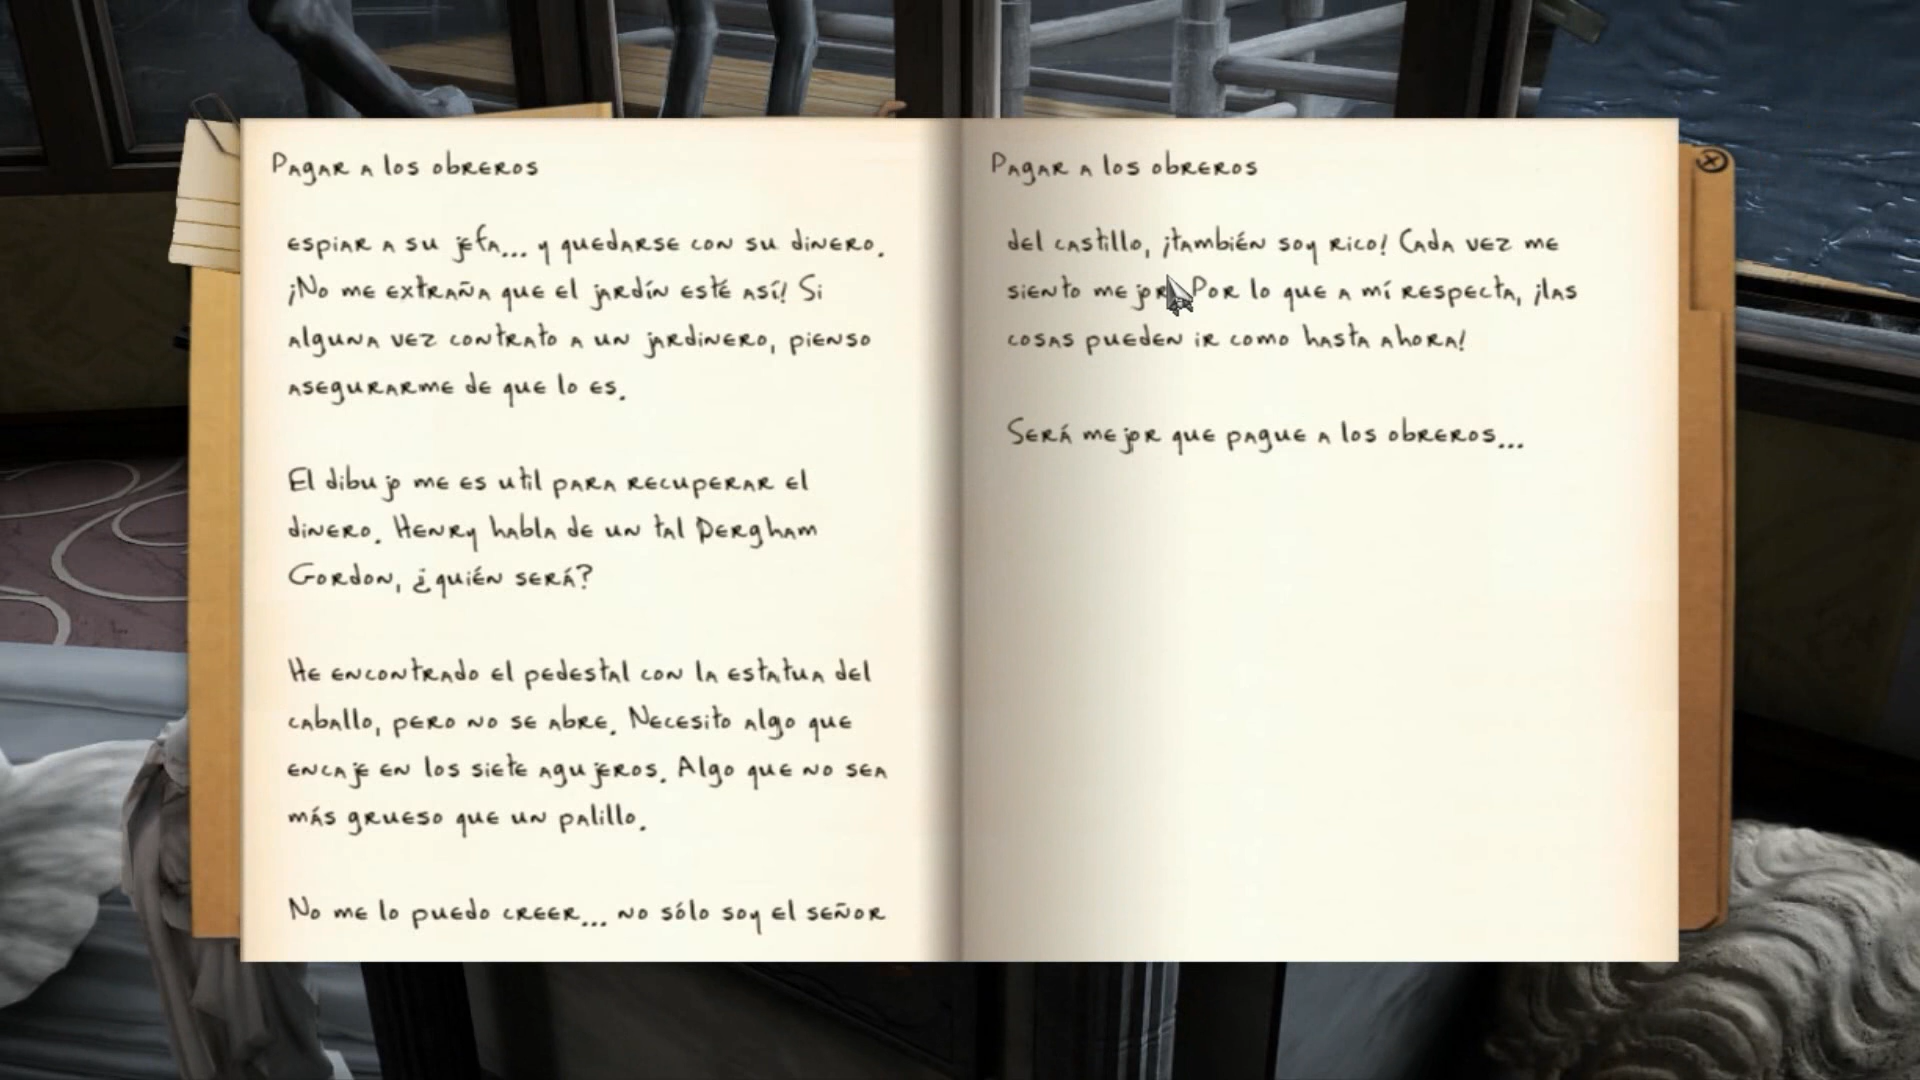 Pagar a los obreros
espiar a su jefa... y quedarse con su dinero.
¡No me extraña que el jardín esté así! Si
alguna vez contrato a un jardinero, pienso
asegurarme de que lo es.
El dibujo me es util para recuperar el
dinero. Henry habla de un tal Dergham
Gordon, ¿quién será?
He encontrado el pedestal con la estatua del
caballo, pero no se abre. Necesito algo que
encaje en los siete agujeros. Algo que no sea
más grueso que un palillo.
No me lo puedo creer... no sólo soy el señor
Pagar a los obreros
del castillo, ¡también soy rico! Cada vez me
siento mejor. Por lo que a mí respecta, ¡las
cosas pueden ir como hasta ahora!
Será mejor que pague a los obreros...